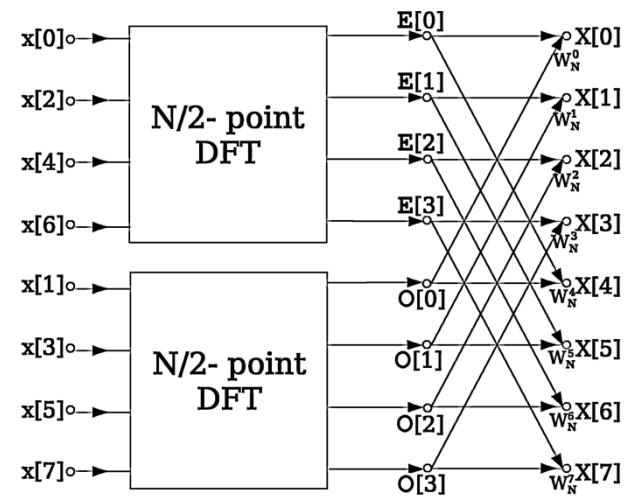 x[0] E[0] X[0]
W_N^0
x[2] E[1] X[1]
W_N^1
N/2- point
DFT
x[4] E[2] X[2]
W_N^2
x[6] E[3] X[3]
W_N^3
x[1] O[0] W_N^4 X[4]
x[3] O[1] W_N^5 X[5]
N/2- point
DFT
x[5] O[2] W_N^6 X[6]
x[7] O[3] W_N^7 X[7]